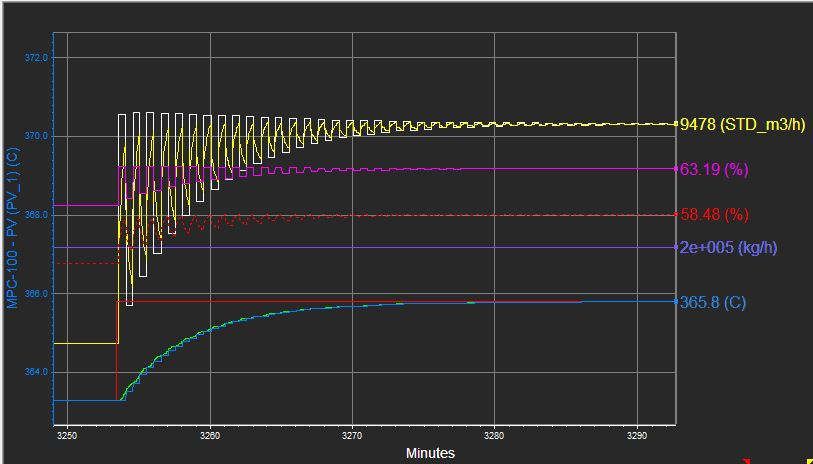 372.0
370.0
368.0
366.0
364.0
MPC-100 - PV (PV_1) (C)
9478 (STD_m3/h)
63.19 (%)
58.48 (%)
2e+005 (kg/h)
365.8 (C)
3250 3260 3270 3280 3290
Minutes